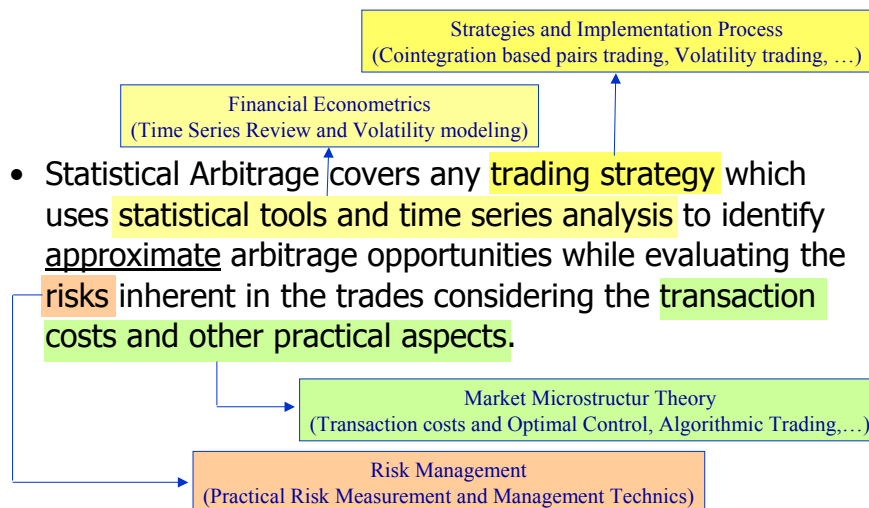 Strategies and Implementation Process
(Cointegration based pairs trading, Volatility trading, …)
Financial Econometrics
(Time Series Review and Volatility modeling)
• Statistical Arbitrage covers any trading strategy which
uses statistical tools and time series analysis to identify
approximate arbitrage opportunities while evaluating the
risks inherent in the trades considering the transaction
costs and other practical aspects.
Market Microstructur Theory
(Transaction costs and Optimal Control, Algorithmic Trading,…)
Risk Management
(Practical Risk Measurement and Management Technics)